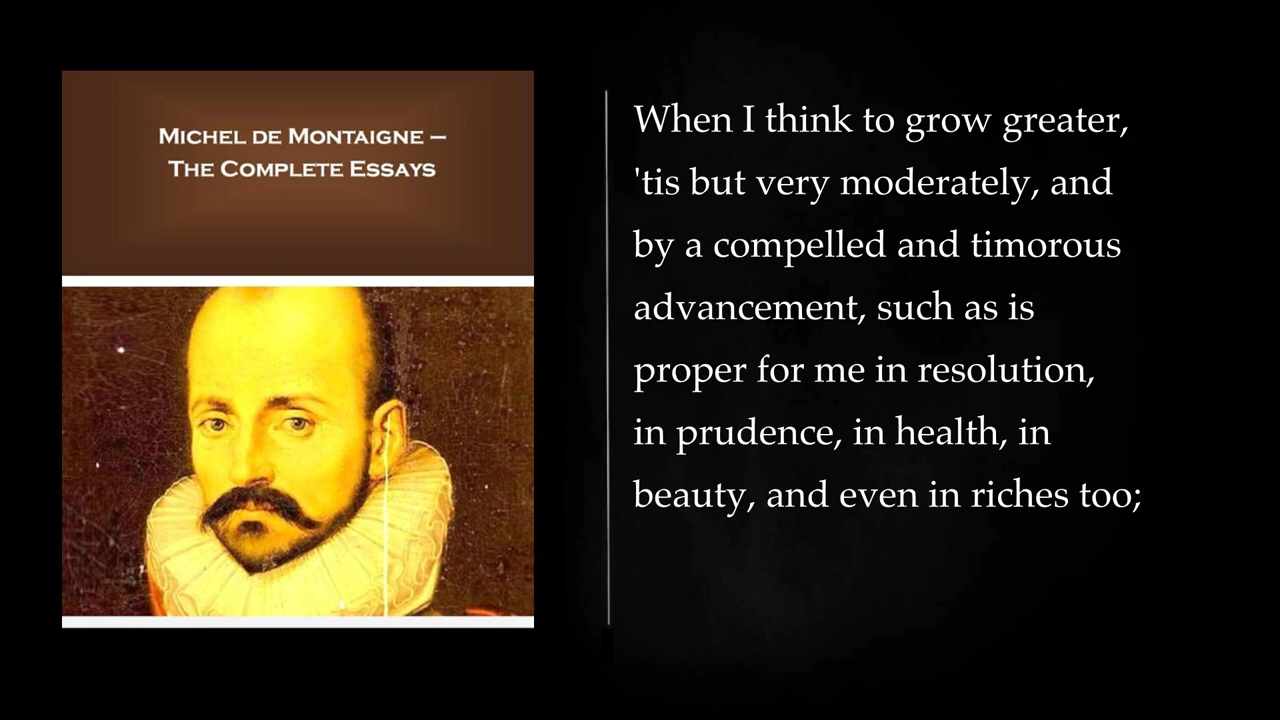 MICHEL DE MONTAIGNE –
THE COMPLETE ESSAYS
When I think to grow greater,
'tis but very moderately, and
by a compelled and timorous
advancement, such as is
proper for me in resolution,
in prudence, in health, in
beauty, and even in riches too;